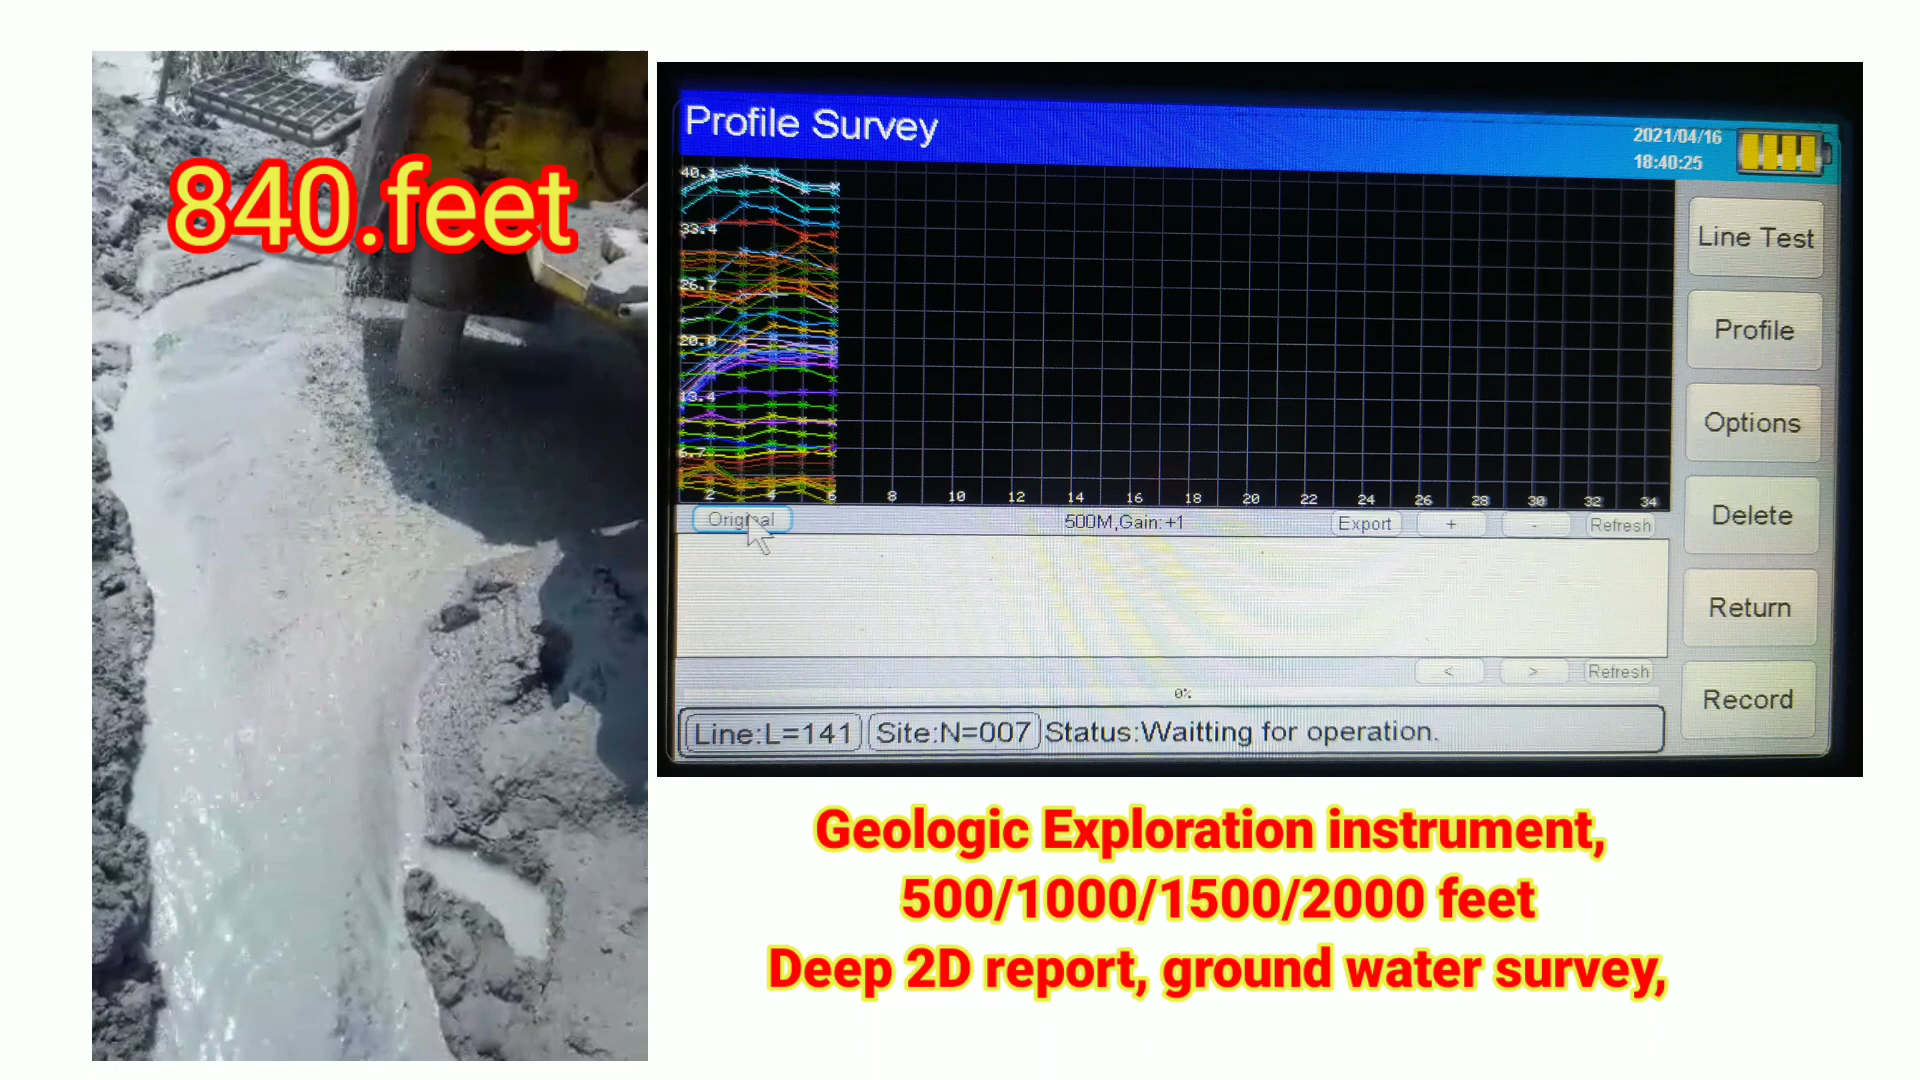 840.feet
Profile Survey
2021/04/16
18:40:25
40.1
33.4
26.7
20.0
13.4
6.7
2 4 6 8 10 12 14 16 18 20 22 24 26 28 30 32 34
Original
500M,Gain:+1
Export
+
-
Refresh
<
>
Refresh
0%
Line:L=141
Site:N=007
Status:Waitting for operation.
Line Test
Profile
Options
Delete
Return
Record
Geologic Exploration instrument,
500/1000/1500/2000 feet
Deep 2D report, ground water survey,